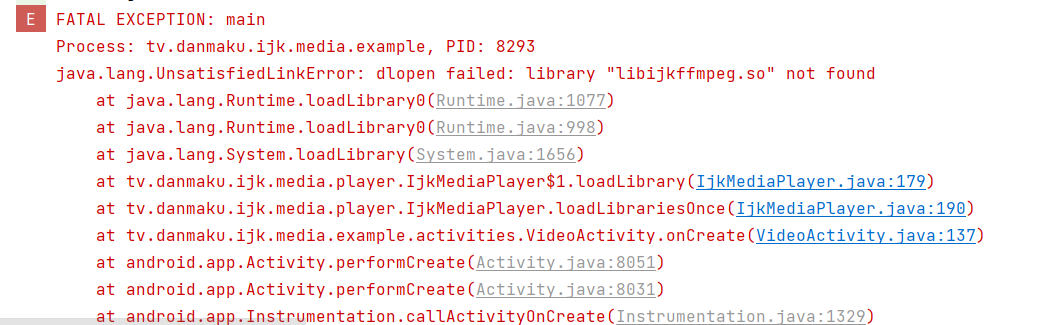 E FATAL EXCEPTION: main
Process: tv.danmaku.ijk.media.example, PID: 8293
java.lang.UnsatisfiedLinkError: dlopen failed: library "libijkffmpeg.so" not found
at java.lang.Runtime.loadLibrary0(Runtime.java:1077)
at java.lang.Runtime.loadLibrary0(Runtime.java:998)
at java.lang.System.loadLibrary(System.java:1656)
at tv.danmaku.ijk.media.player.IjkMediaPlayer$1.loadLibrary(IjkMediaPlayer.java:179)
at tv.danmaku.ijk.media.player.IjkMediaPlayer.loadLibrariesOnce(IjkMediaPlayer.java:190)
at tv.danmaku.ijk.media.example.activities.VideoActivity.onCreate(VideoActivity.java:137)
at android.app.Activity.performCreate(Activity.java:8051)
at android.app.Activity.performCreate(Activity.java:8031)
at android.app.Instrumentation.callActivityOnCreate(Instrumentation.java:1329)